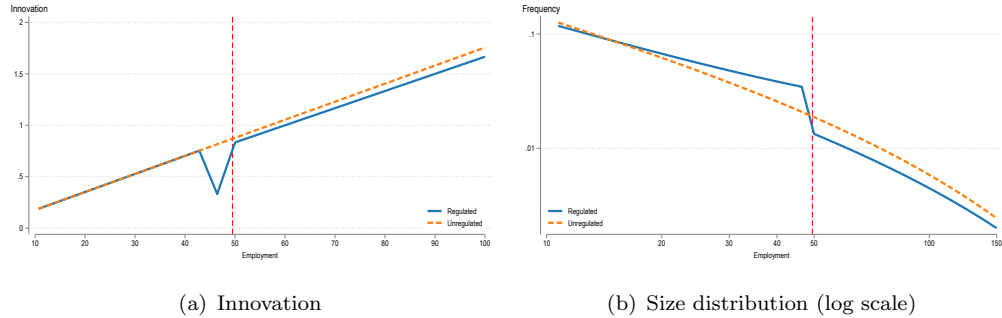 Innovation
2
1.5
1
.5
0
10 20 30 40 50 60 70 80 90 100
Employment
Regulated
Unregulated
(a) Innovation
Frequency
.1
.01
10 20 30 40 50 100 150
Employment
Regulated
Unregulated
(b) Size distribution (log scale)